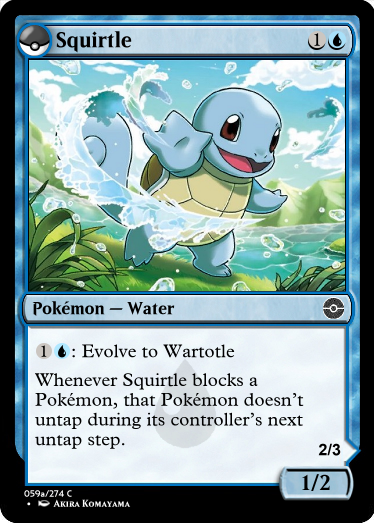 Squirtle 1
Pokémon — Water
1: Evolve to Wartotle
Whenever Squirtle blocks a
Pokémon, that Pokémon doesn't
untap during its controller's next
untap step.
2/3
1/2
059a/274 C
• Akira Komayama